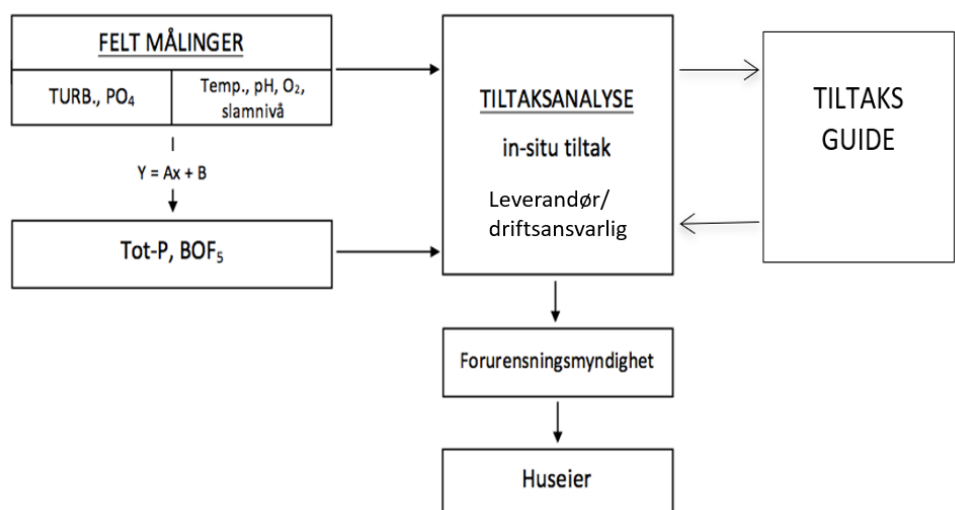 FELT MÅLINGER
TURB., PO₄
Temp., pH, O₂,
slamnivå
Y = Ax + B
Tot-P, BOF₅
TILTAKSANALYSE
in-situ tiltak
Leverandør/
driftsansvarlig
TILTAKS
GUIDE
Forurensningsmyndighet
Huseier